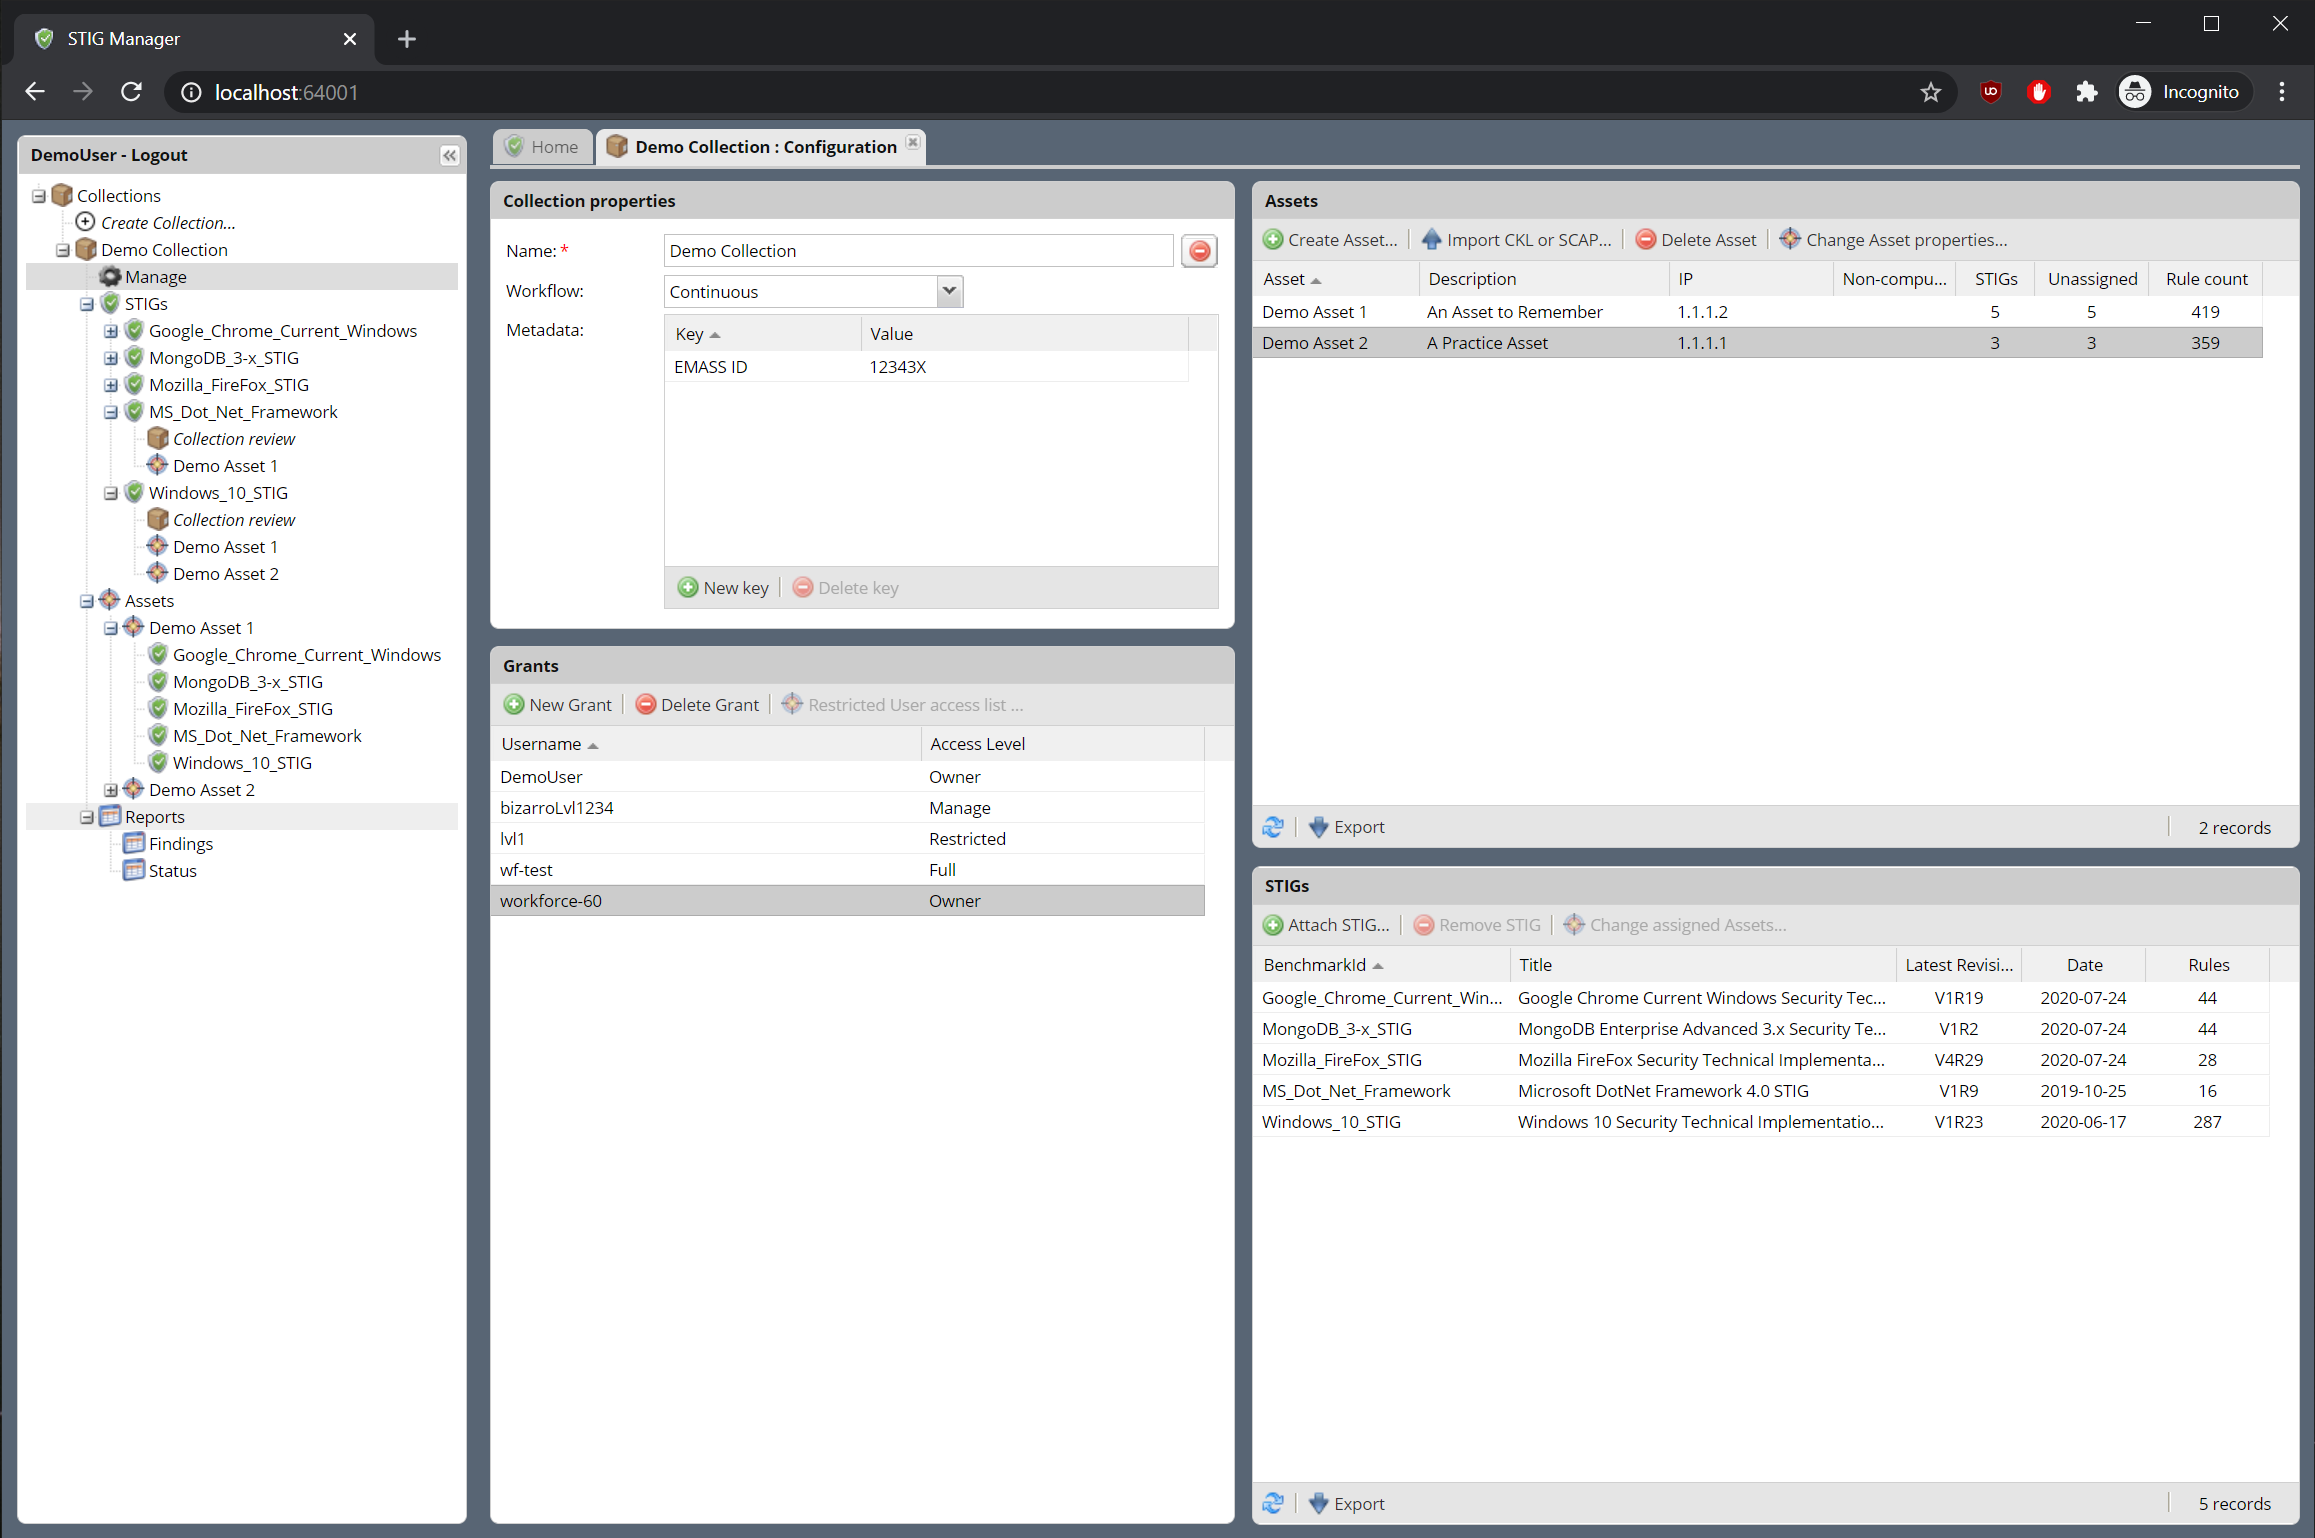 STIG Manager
localhost:64001
Incognito
DemoUser - Logout
Collections
Create Collection...
Demo Collection
Manage
STIGs
Google_Chrome_Current_Windows
MongoDB_3-x_STIG
Mozilla_FireFox_STIG
MS_Dot_Net_Framework
Collection review
Demo Asset 1
Windows_10_STIG
Collection review
Demo Asset 1
Demo Asset 2
Assets
Demo Asset 1
Google_Chrome_Current_Windows
MongoDB_3-x_STIG
Mozilla_FireFox_STIG
MS_Dot_Net_Framework
Windows_10_STIG
Demo Asset 2
Reports
Findings
Status
Home
Demo Collection : Configuration
Collection properties
Name: * Demo Collection
Workflow: Continuous
Metadata:
Key Value
EMASS ID 12343X
New key Delete key
Grants
New Grant Delete Grant Restricted User access list ...
Username Access Level
DemoUser Owner
bizarroLvl1234 Manage
lvl1 Restricted
wf-test Full
workforce-60 Owner
Assets
Create Asset... Import CKL or SCAP... Delete Asset Change Asset properties...
Asset Description IP Non-compu... STIGs Unassigned Rule count
Demo Asset 1 An Asset to Remember 1.1.1.2 5 5 419
Demo Asset 2 A Practice Asset 1.1.1.1 3 3 359
Export 2 records
STIGs
Attach STIG... Remove STIG Change assigned Assets...
BenchmarkId Title Latest Revisi... Date Rules
Google_Chrome_Current_Win... Google Chrome Current Windows Security Tec... V1R19 2020-07-24 44
MongoDB_3-x_STIG MongoDB Enterprise Advanced 3.x Security Te... V1R2 2020-07-24 44
Mozilla_FireFox_STIG Mozilla FireFox Security Technical Implementa... V4R29 2020-07-24 28
MS_Dot_Net_Framework Microsoft DotNet Framework 4.0 STIG V1R9 2019-10-25 16
Windows_10_STIG Windows 10 Security Technical Implementatio... V1R23 2020-06-17 287
Export 5 records